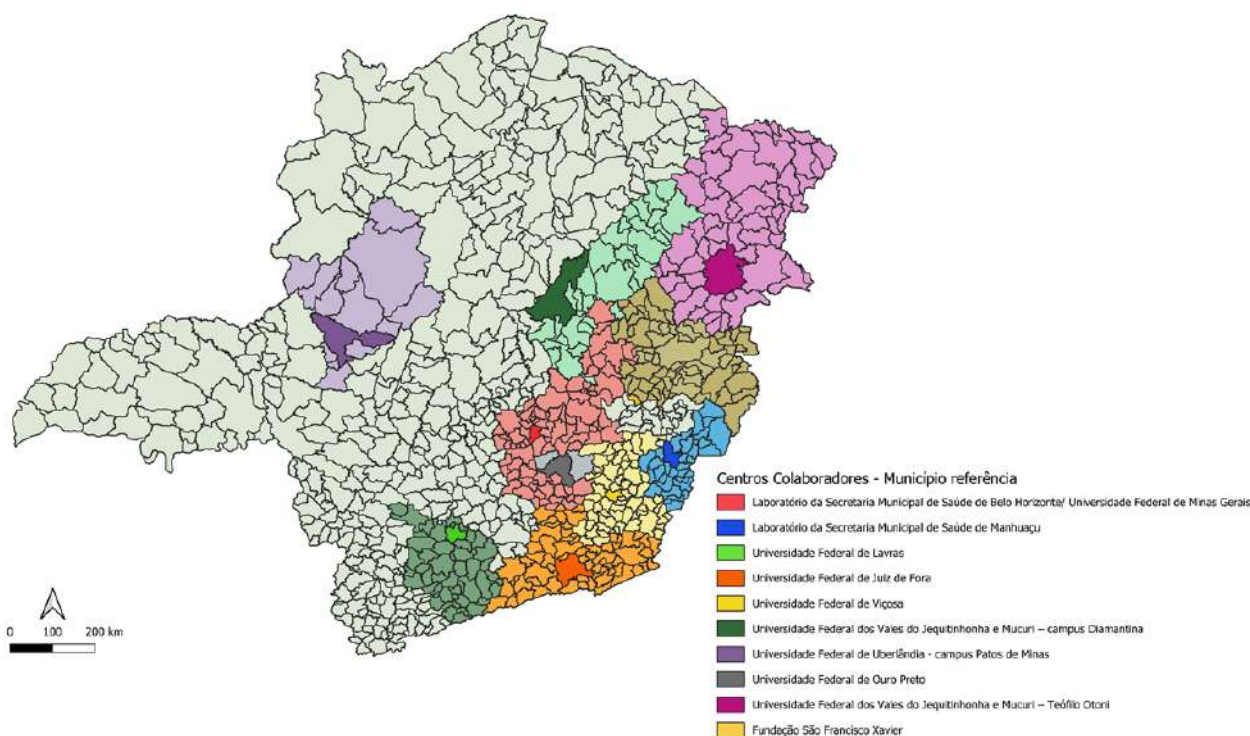 Centros Colaboradores - Município referência
Laboratório da Secretaria Municipal de Saúde de Belo Horizonte/ Universidade Federal de Minas Gerais
Laboratório da Secretaria Municipal de Saúde de Manhuaçu
Universidade Federal de Lavras
Universidade Federal de Juiz de Fora
Universidade Federal de Viçosa
Universidade Federal dos Vales do Jequitinhonha e Mucuri – campus Diamantina
Universidade Federal de Uberlândia - campus Patos de Minas
Universidade Federal de Ouro Preto
Universidade Federal dos Vales do Jequitinhonha e Mucuri – Teófilo Otoni
Fundação São Francisco Xavier
0 100 200 km